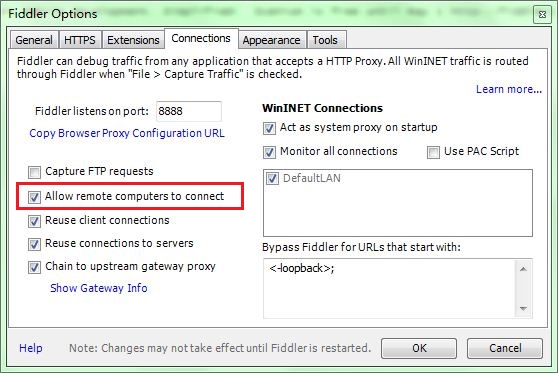 Fiddler Options
General HTTPS Extensions Connections Appearance Tools
Fiddler can debug traffic from any application that accepts a HTTP Proxy. All WinINET traffic is routed
through Fiddler when "File > Capture Traffic" is checked.
Learn more...
Fiddler listens on port: 8888
Copy Browser Proxy Configuration URL
Capture FTP requests
Allow remote computers to connect
Reuse client connections
Reuse connections to servers
Chain to upstream gateway proxy
Show Gateway Info
WinINET Connections
Act as system proxy on startup
Monitor all connections Use PAC Script
DefaultLAN
Bypass Fiddler for URLs that start with:
<-loopback>;
Help Note: Changes may not take effect until Fiddler is restarted. OK Cancel